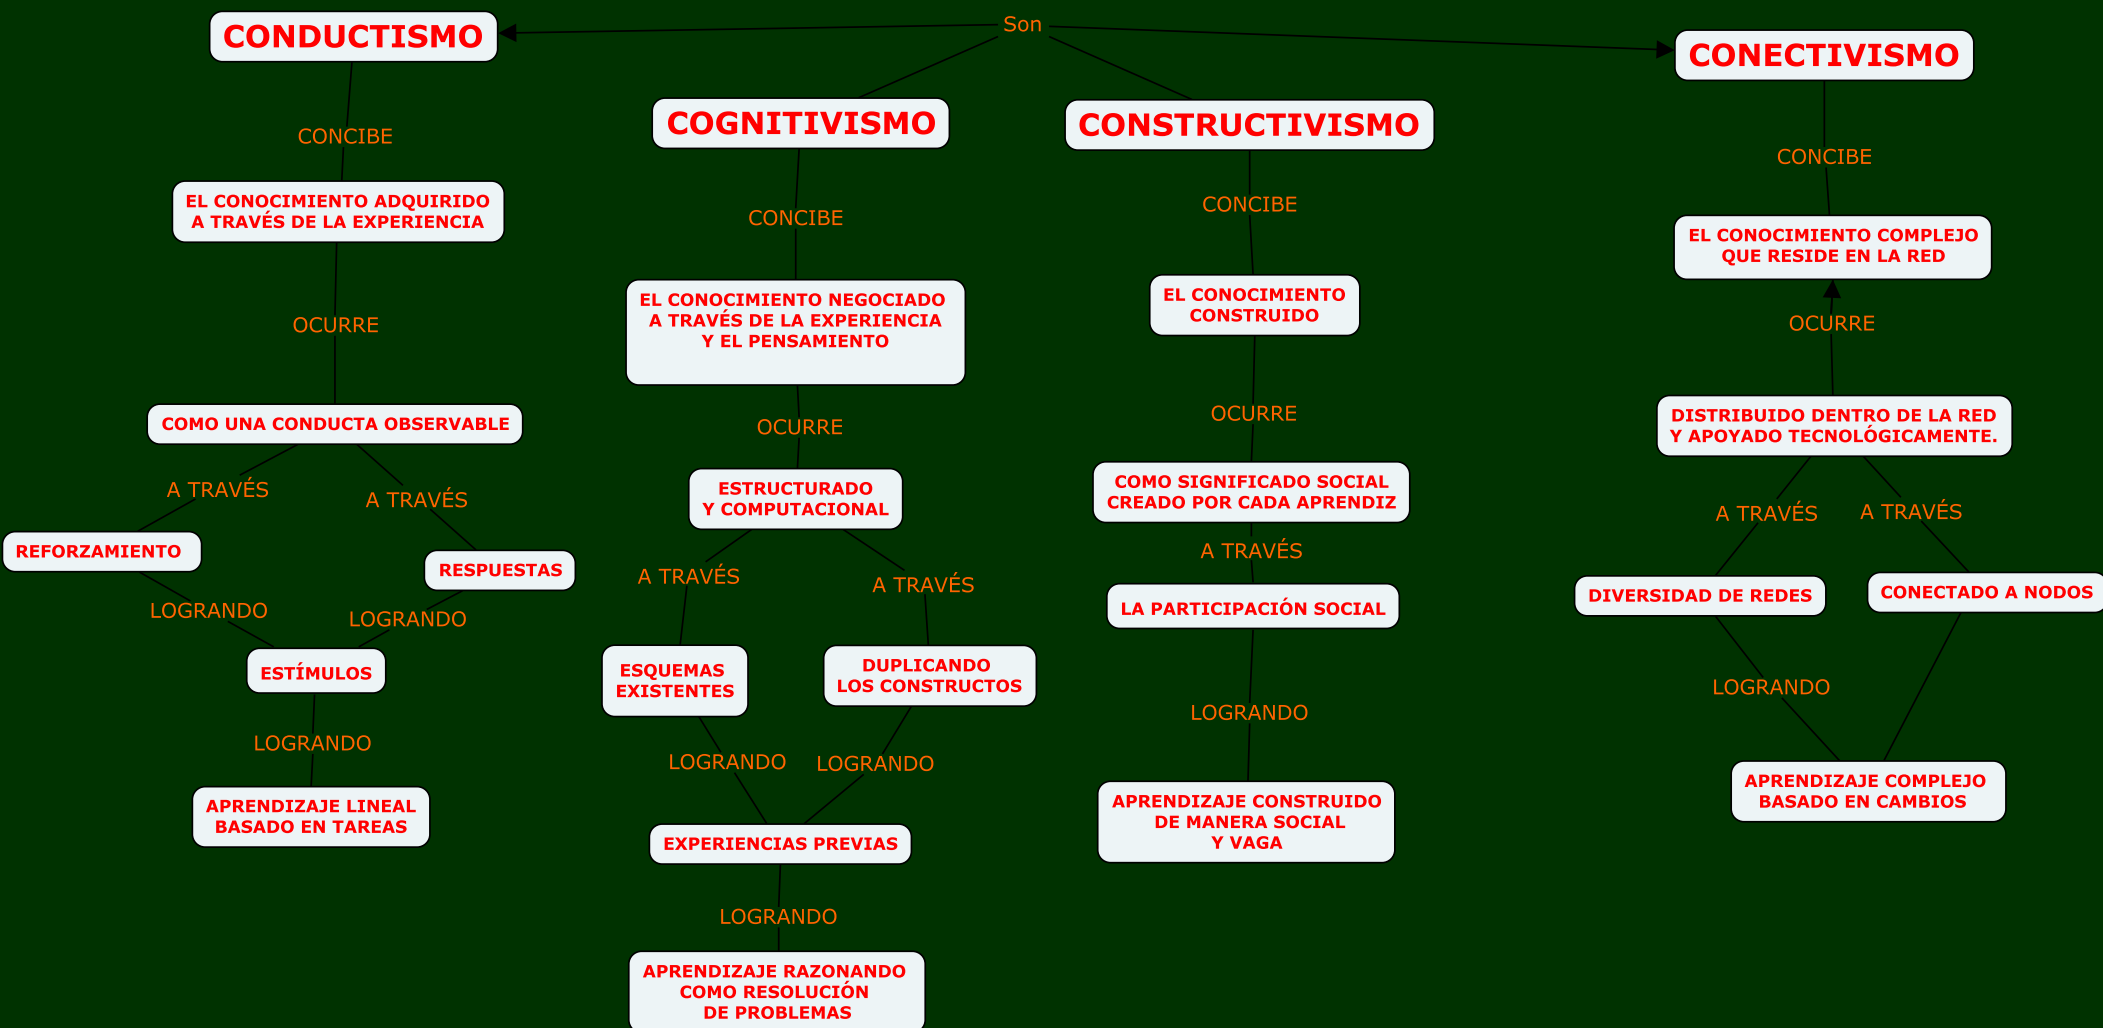 Son
CONDUCTISMO
CONCIBE
EL CONOCIMIENTO ADQUIRIDO
A TRAVÉS DE LA EXPERIENCIA
OCURRE
COMO UNA CONDUCTA OBSERVABLE
A TRAVÉS
A TRAVÉS
REFORZAMIENTO
RESPUESTAS
LOGRANDO
LOGRANDO
ESTÍMULOS
LOGRANDO
APRENDIZAJE LINEAL
BASADO EN TAREAS
COGNITIVISMO
CONCIBE
EL CONOCIMIENTO NEGOCIADO
A TRAVÉS DE LA EXPERIENCIA
Y EL PENSAMIENTO
OCURRE
ESTRUCTURADO
Y COMPUTACIONAL
A TRAVÉS
A TRAVÉS
ESQUEMAS
EXISTENTES
DUPLICANDO
LOS CONSTRUCTOS
LOGRANDO
LOGRANDO
EXPERIENCIAS PREVIAS
LOGRANDO
APRENDIZAJE RAZONANDO
COMO RESOLUCIÓN
DE PROBLEMAS
CONSTRUCTIVISMO
CONCIBE
EL CONOCIMIENTO
CONSTRUIDO
OCURRE
COMO SIGNIFICADO SOCIAL
CREADO POR CADA APRENDIZ
A TRAVÉS
LA PARTICIPACIÓN SOCIAL
LOGRANDO
APRENDIZAJE CONSTRUIDO
DE MANERA SOCIAL
Y VAGA
CONECTIVISMO
CONCIBE
EL CONOCIMIENTO COMPLEJO
QUE RESIDE EN LA RED
OCURRE
DISTRIBUIDO DENTRO DE LA RED
Y APOYADO TECNOLÓGICAMENTE.
A TRAVÉS
A TRAVÉS
DIVERSIDAD DE REDES
CONECTADO A NODOS
LOGRANDO
APRENDIZAJE COMPLEJO
BASADO EN CAMBIOS